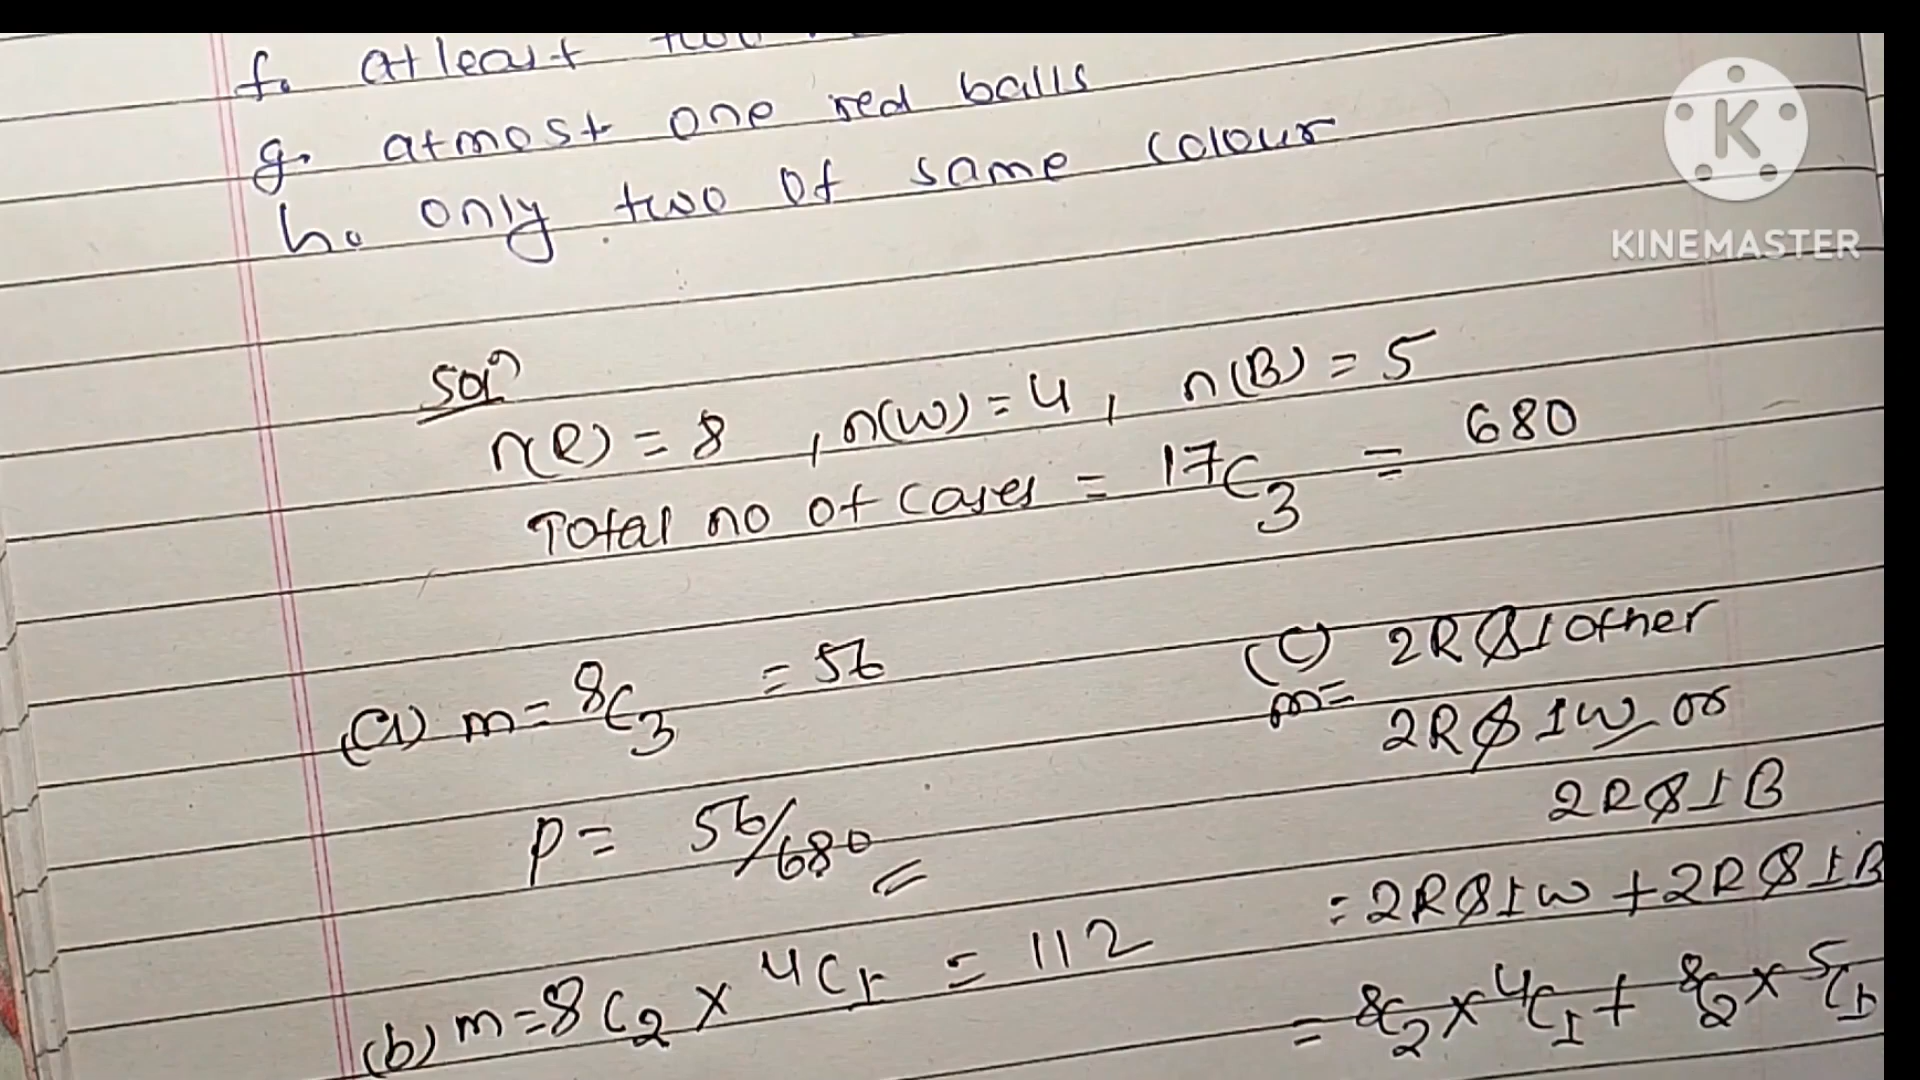 f. atleast two
g. atmost one red balls
h. only two of same colour
K
KINEMASTER
Solⁿ
n(R) = 8 , n(W) = 4 , n(B) = 5
Total no of cases = 17C3 = 680
(a) m = 8C3 = 56
P = 56/680
(b) m = 8C2 × 4C1 = 112
(C) 2R & 1 other
m = 2R & 1W or
2R & 1B
= 2R & 1W + 2R & 1B
= 8C2 × 4C1 + 8C2 × 5C1